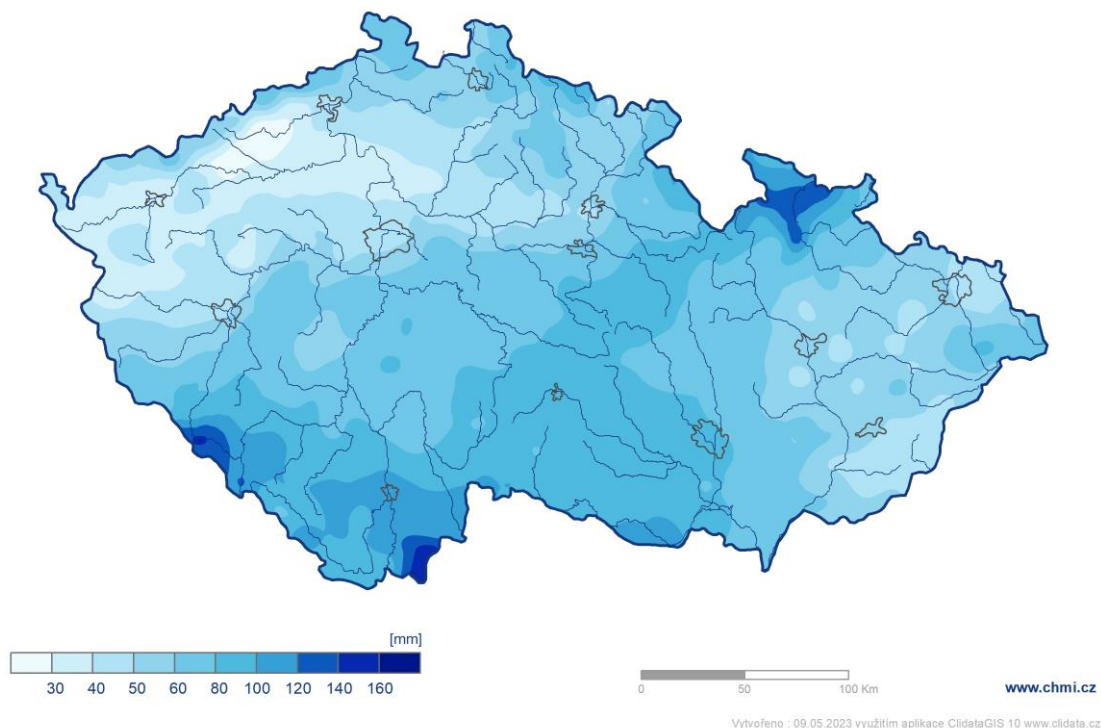 [mm]
30 40 50 60 80 100 120 140 160
0 50 100 Km
www.chmi.cz
Vytvořeno : 09.05.2023 využitím aplikace ClidataGIS 10 www.clidata.cz